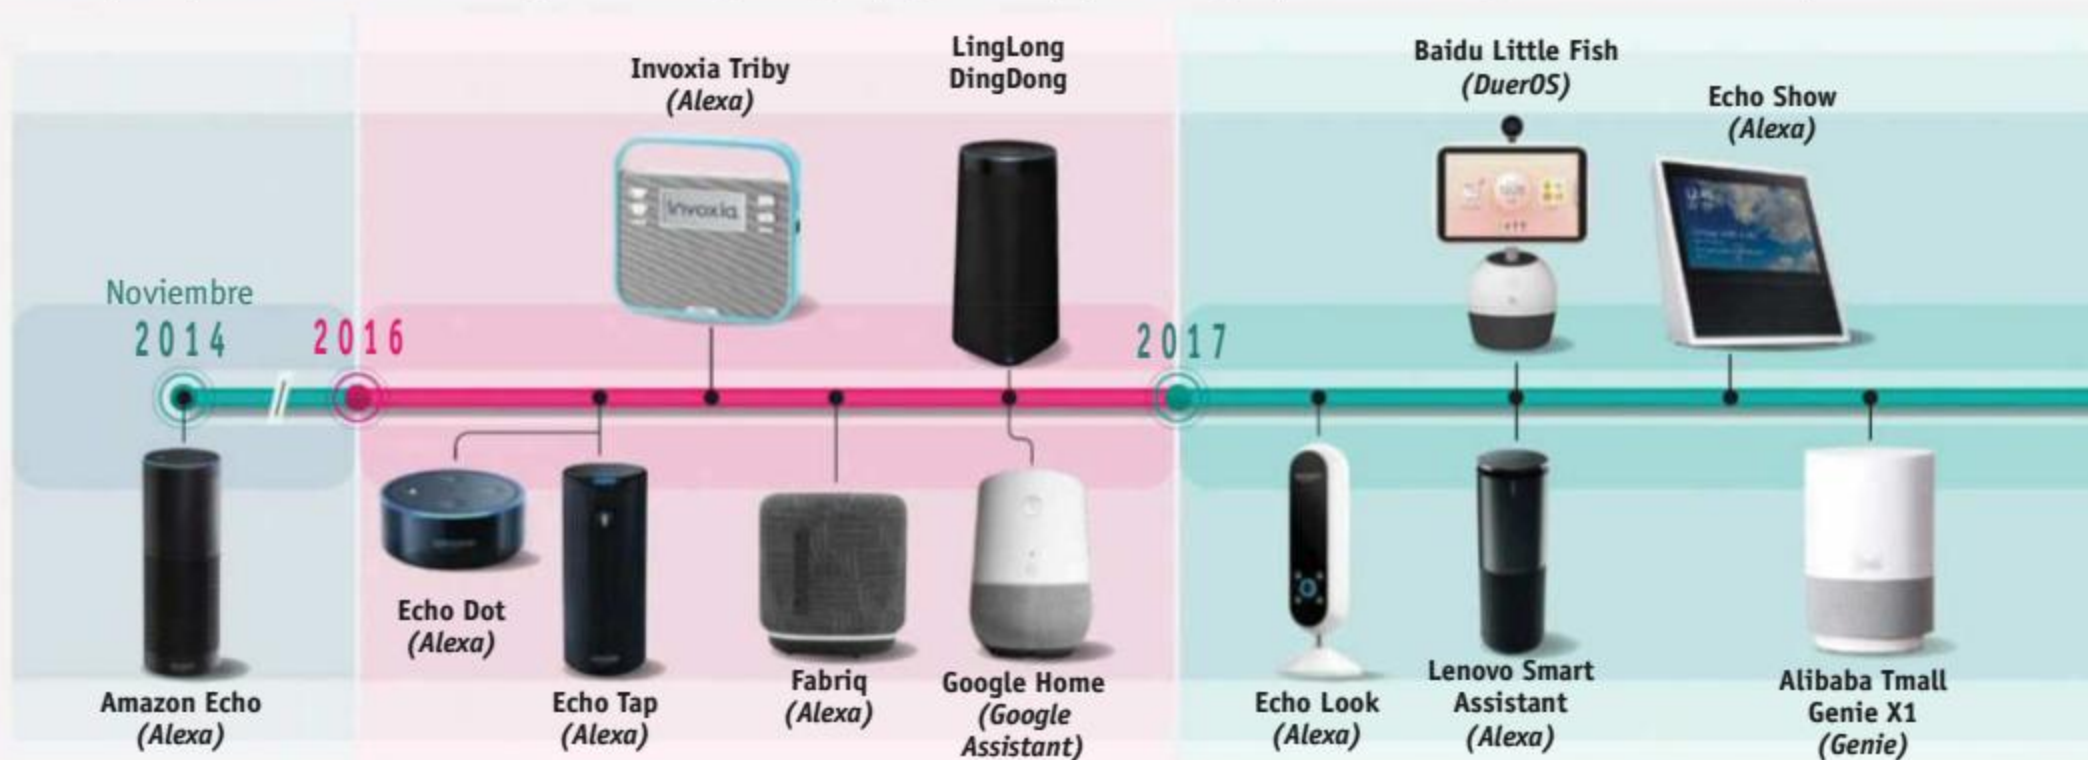 Noviembre
2014
Amazon Echo
(Alexa)
2016
Echo Dot
(Alexa)
Echo Tap
(Alexa)
Invoxia Triby
(Alexa)
invoxia
Fabriq
(Alexa)
LingLong
DingDong
Google Home
(Google
Assistant)
2017
Echo Look
(Alexa)
Baidu Little Fish
(DuerOS)
Lenovo Smart
Assistant
(Alexa)
Echo Show
(Alexa)
Alibaba Tmall
Genie X1
(Genie)